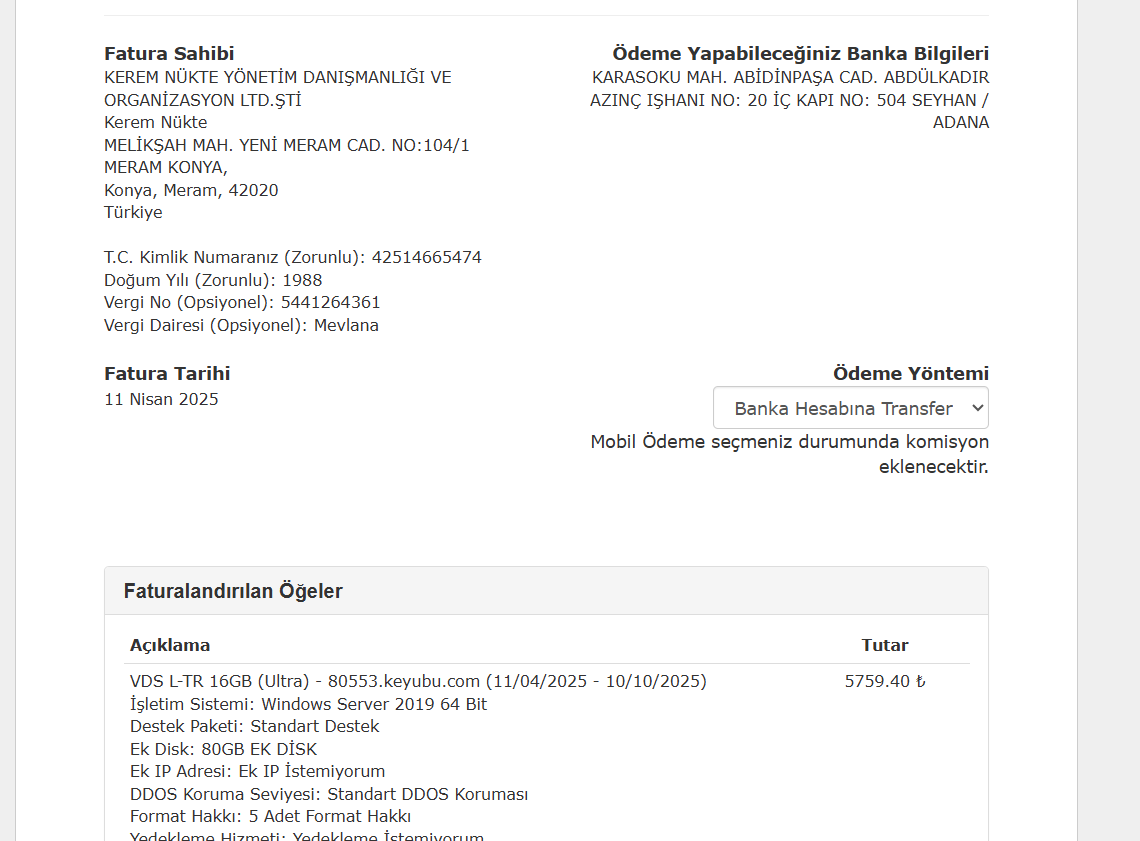 Fatura Sahibi
KEREM NÜKTE YÖNETİM DANIŞMANLIĞI VE
ORGANİZASYON LTD.ŞTİ
Kerem Nükte
MELİKŞAH MAH. YENİ MERAM CAD. NO:104/1
MERAM KONYA,
Konya, Meram, 42020
Türkiye
T.C. Kimlik Numaranız (Zorunlu): 42514665474
Doğum Yılı (Zorunlu): 1988
Vergi No (Opsiyonel): 5441264361
Vergi Dairesi (Opsiyonel): Mevlana
Ödeme Yapabileceğiniz Banka Bilgileri
KARASOKU MAH. ABİDİNPAŞA CAD. ABDÜLKADIR
AZINÇ IŞHANI NO: 20 İÇ KAPI NO: 504 SEYHAN /
ADANA
Fatura Tarihi
11 Nisan 2025
Ödeme Yöntemi
Banka Hesabına Transfer
Mobil Ödeme seçmeniz durumunda komisyon
eklenecektir.
Faturalandırılan Öğeler
Açıklama Tutar
VDS L-TR 16GB (Ultra) - 80553.keyubu.com (11/04/2025 - 10/10/2025) 5759.40 ₺
İşletim Sistemi: Windows Server 2019 64 Bit
Destek Paketi: Standart Destek
Ek Disk: 80GB EK DİSK
Ek IP Adresi: Ek IP İstemiyorum
DDOS Koruma Seviyesi: Standart DDOS Koruması
Format Hakkı: 5 Adet Format Hakkı
Yedekleme Hizmeti: Yedekleme İstemiyorum